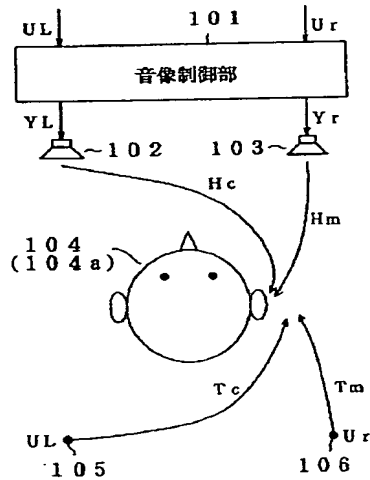 101
UL Ur
音像制御部
YL Yr
102 103
Hc
Hm
104
(104a)
Tc Tm
UL Ur
105 106